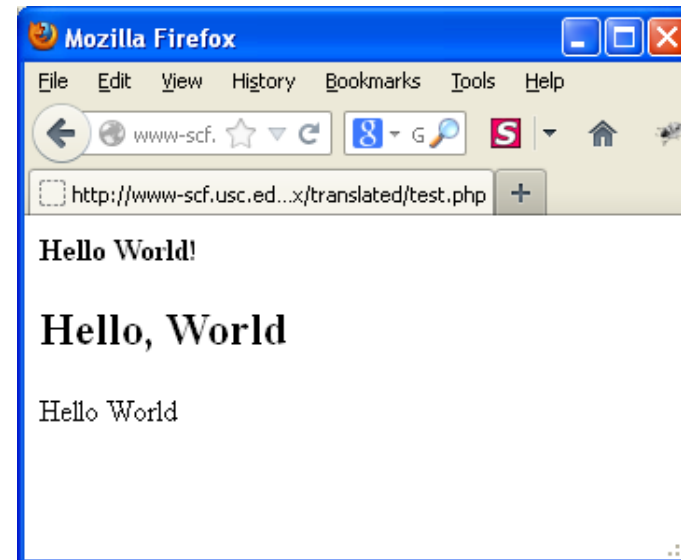 Mozilla Firefox
File Edit View History Bookmarks Tools Help
www-scf. 8 G S
http://www-scf.usc.ed...x/translated/test.php +
Hello World!
Hello, World
Hello World